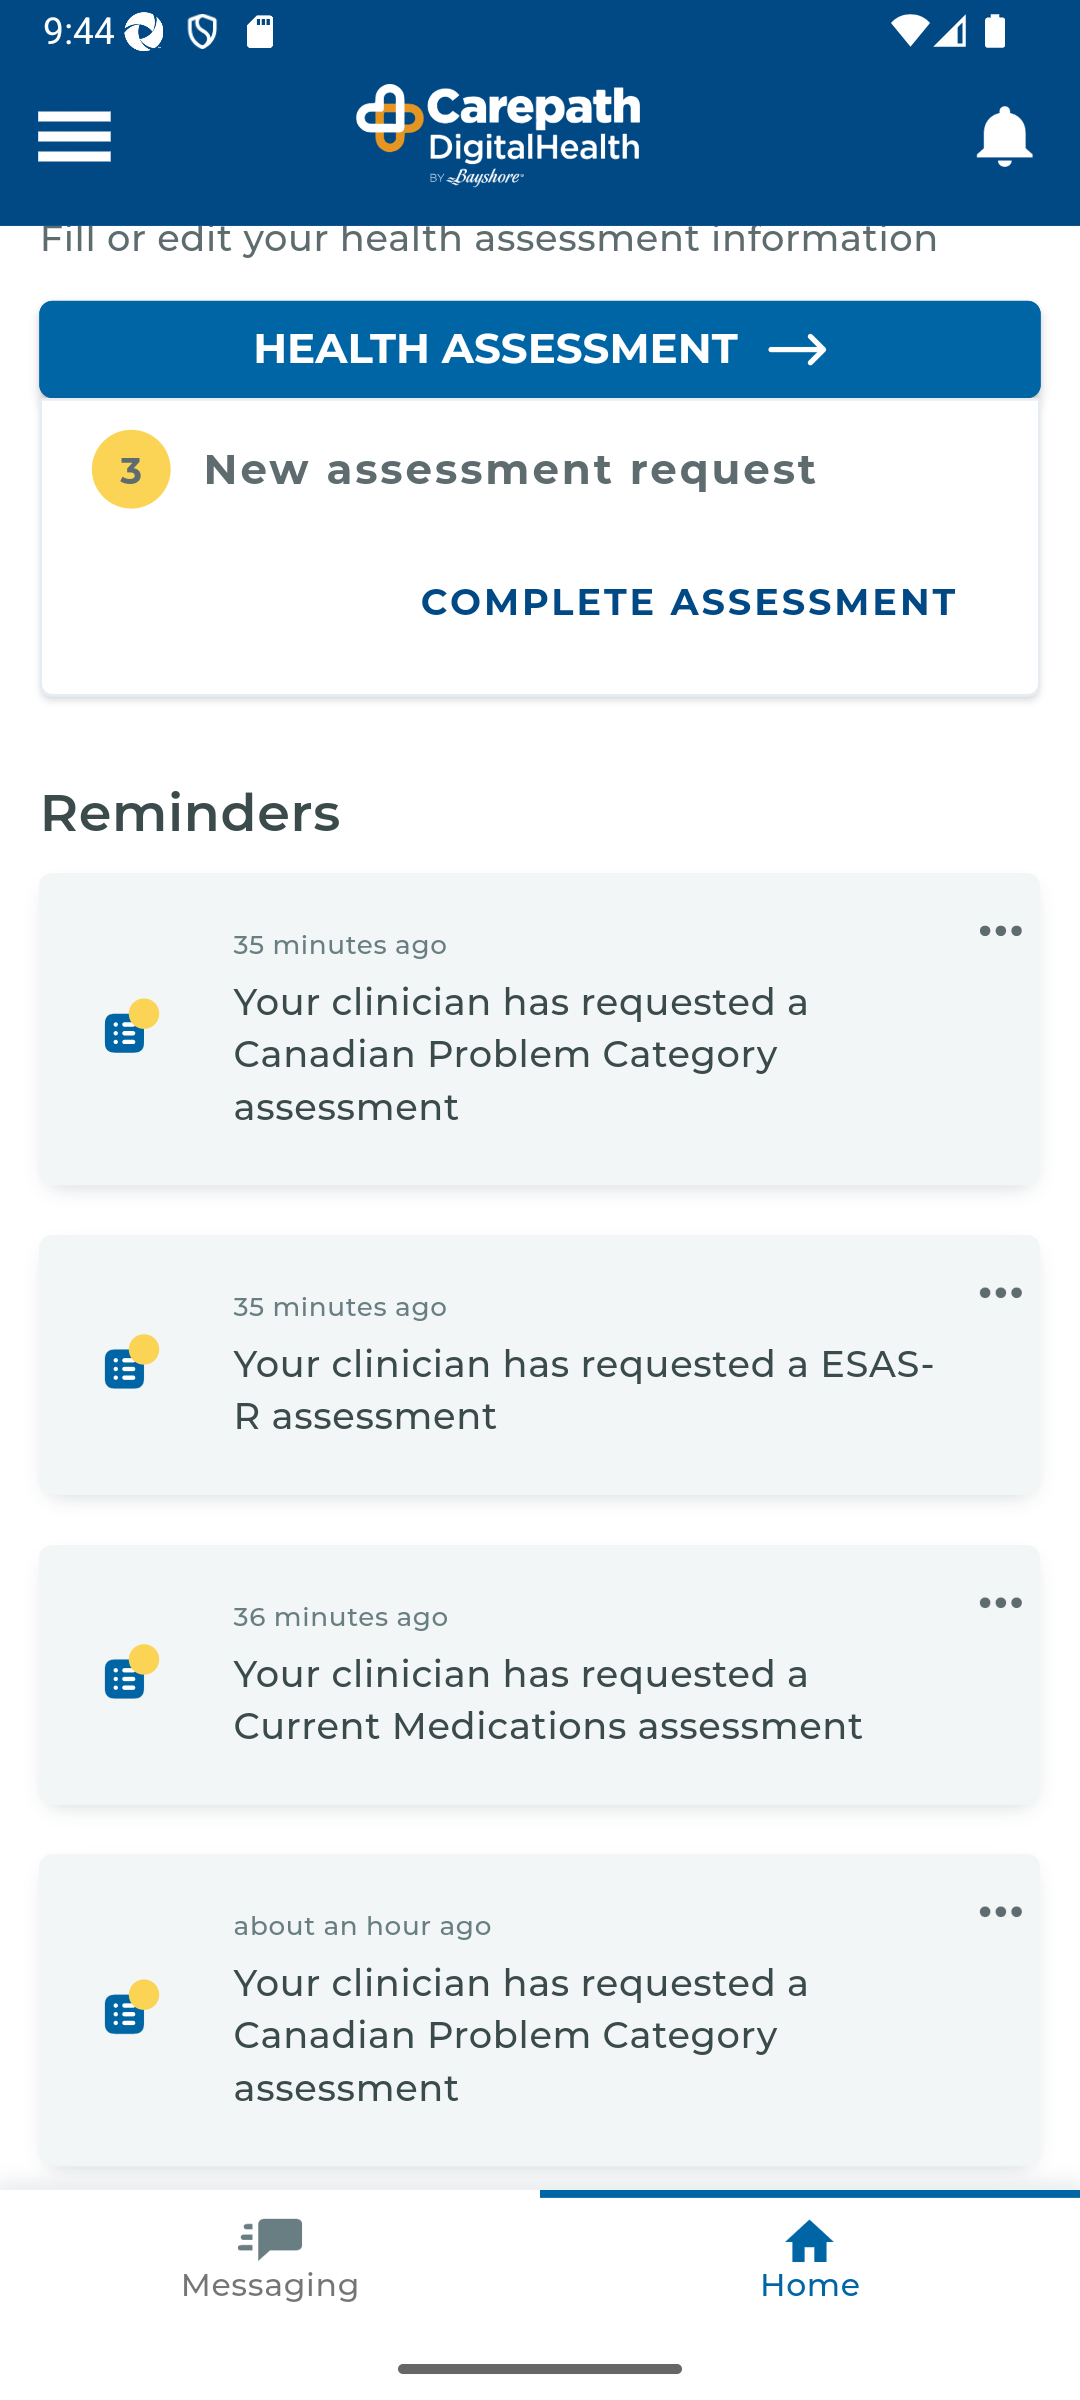 9:44
Carepath
DigitalHealth
BY Bayshore
Fill or edit your health assessment information
HEALTH ASSESSMENT
3 New assessment request
COMPLETE ASSESSMENT
Reminders
35 minutes ago
Your clinician has requested a
Canadian Problem Category
assessment
35 minutes ago
Your clinician has requested a ESAS-
R assessment
36 minutes ago
Your clinician has requested a
Current Medications assessment
about an hour ago
Your clinician has requested a
Canadian Problem Category
assessment
Messaging
Home